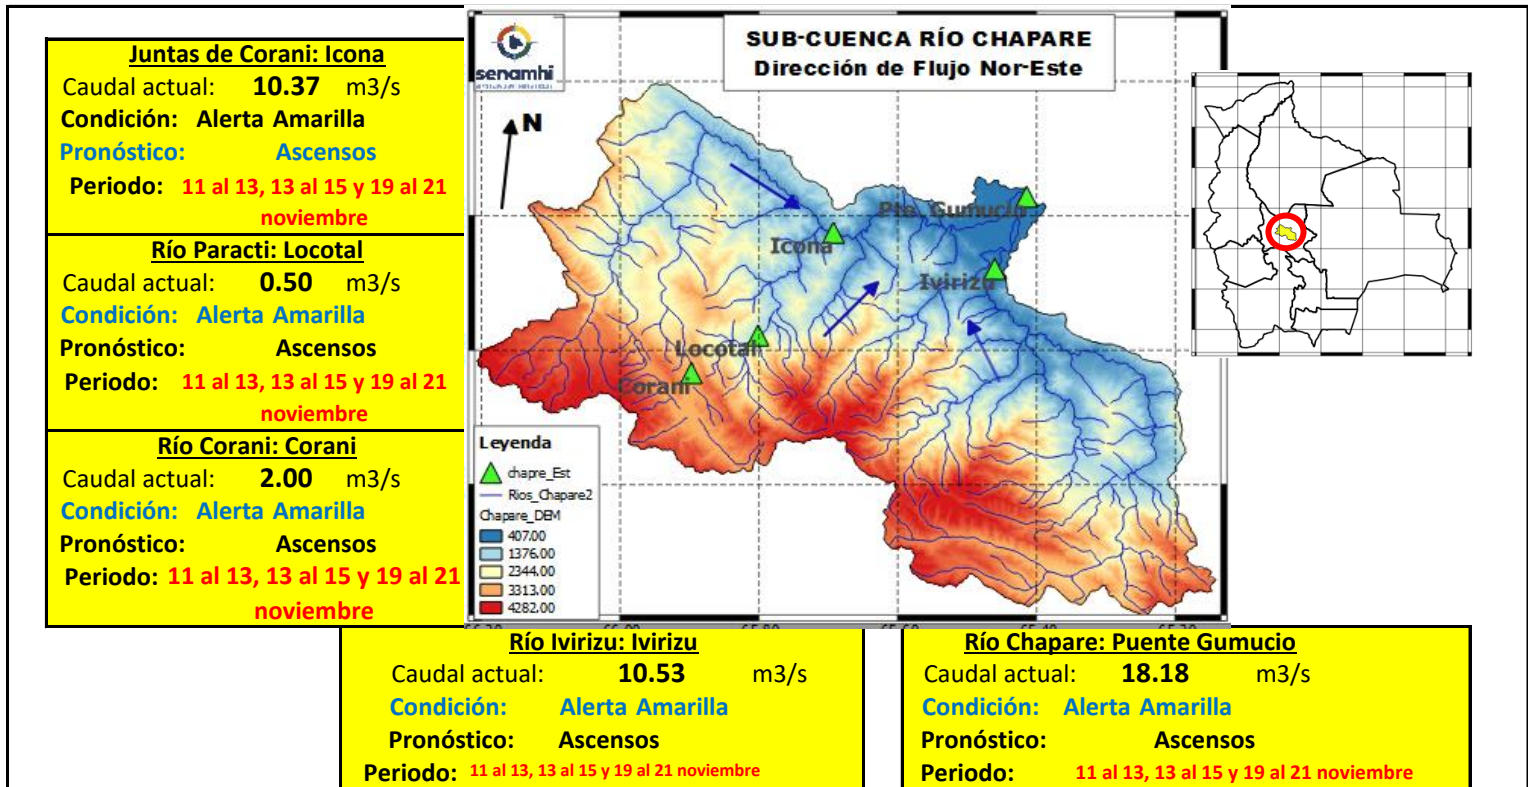 Juntas de Corani: Icona
Caudal actual: 10.37 m3/s
Condición: Alerta Amarilla
Pronóstico: Ascensos
Periodo: 11 al 13, 13 al 15 y 19 al 21
noviembre
Río Paracti: Locotal
Caudal actual: 0.50 m3/s
Condición: Alerta Amarilla
Pronóstico: Ascensos
Periodo: 11 al 13, 13 al 15 y 19 al 21
noviembre
Río Corani: Corani
Caudal actual: 2.00 m3/s
Condición: Alerta Amarilla
Pronóstico: Ascensos
Periodo: 11 al 13, 13 al 15 y 19 al 21
noviembre
senamhi
SUB-CUENCA RÍO CHAPARE
Dirección de Flujo Nor-Este
N
Pte. Gumucio
Icona
Ivirizu
Locotal
Corani
Leyenda
chapre_Est
Rios_Chapare2
Chapare_DEM
407.00
1376.00
2344.00
3313.00
4282.00
Río Ivirizu: Ivirizu
Caudal actual: 10.53 m3/s
Condición: Alerta Amarilla
Pronóstico: Ascensos
Periodo: 11 al 13, 13 al 15 y 19 al 21 noviembre
Río Chapare: Puente Gumucio
Caudal actual: 18.18 m3/s
Condición: Alerta Amarilla
Pronóstico: Ascensos
Periodo: 11 al 13, 13 al 15 y 19 al 21 noviembre